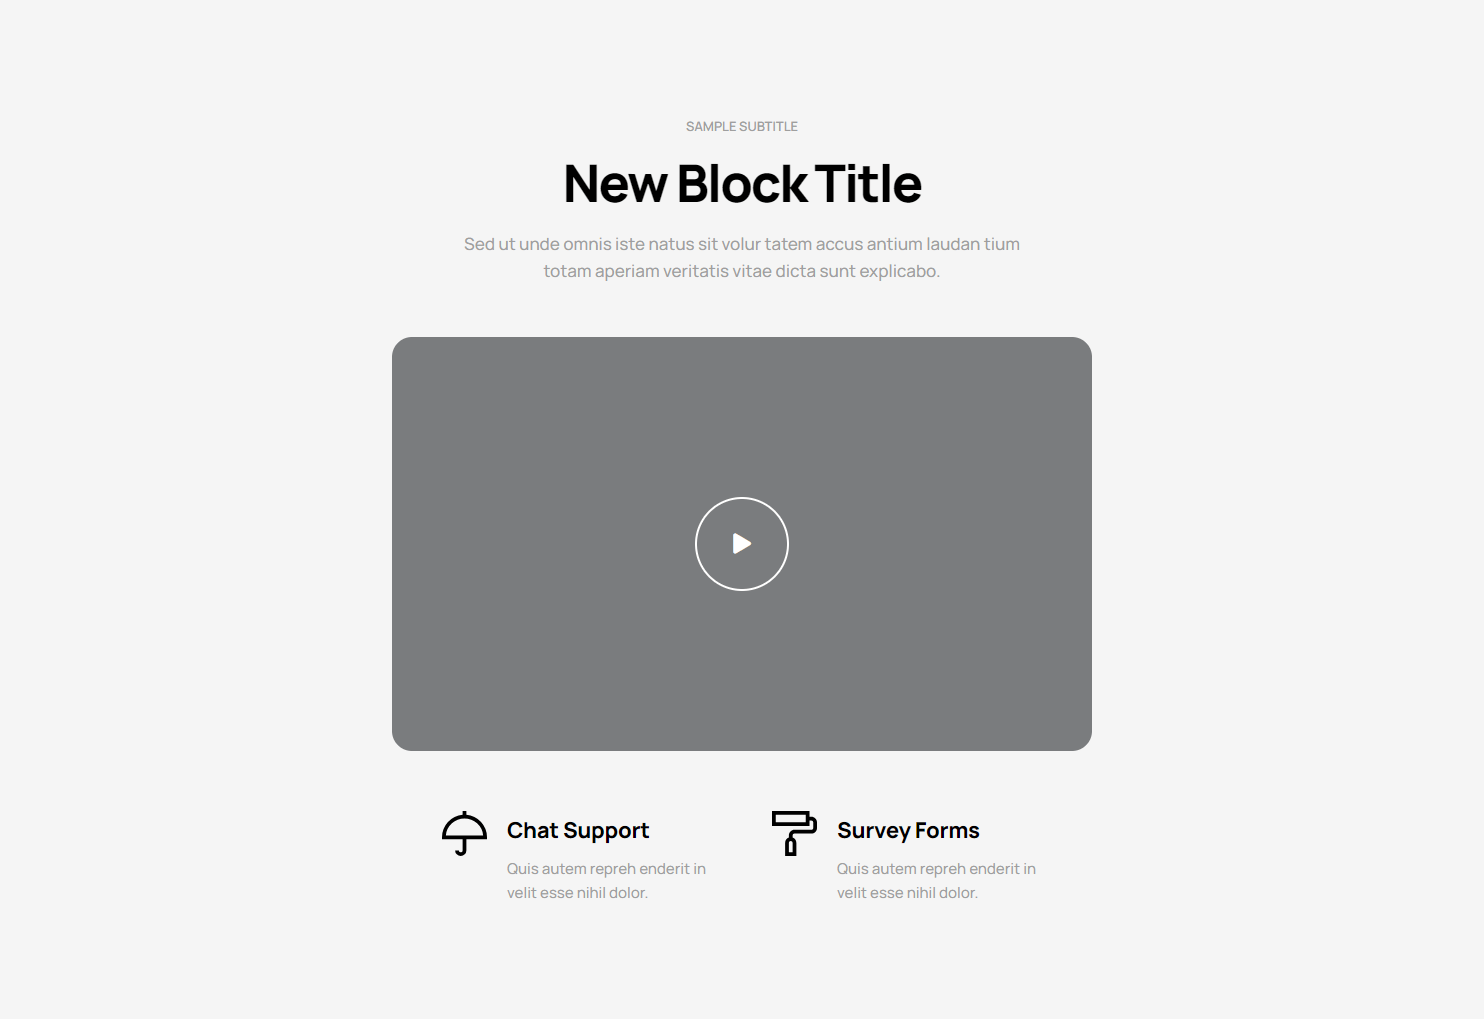 SAMPLE SUBTITLE
New Block Title
Sed ut unde omnis iste natus sit volur tatem accus antium laudan tium
totam aperiam veritatis vitae dicta sunt explicabo.
Chat Support
Quis autem repreh enderit in
velit esse nihil dolor.
Survey Forms
Quis autem repreh enderit in
velit esse nihil dolor.